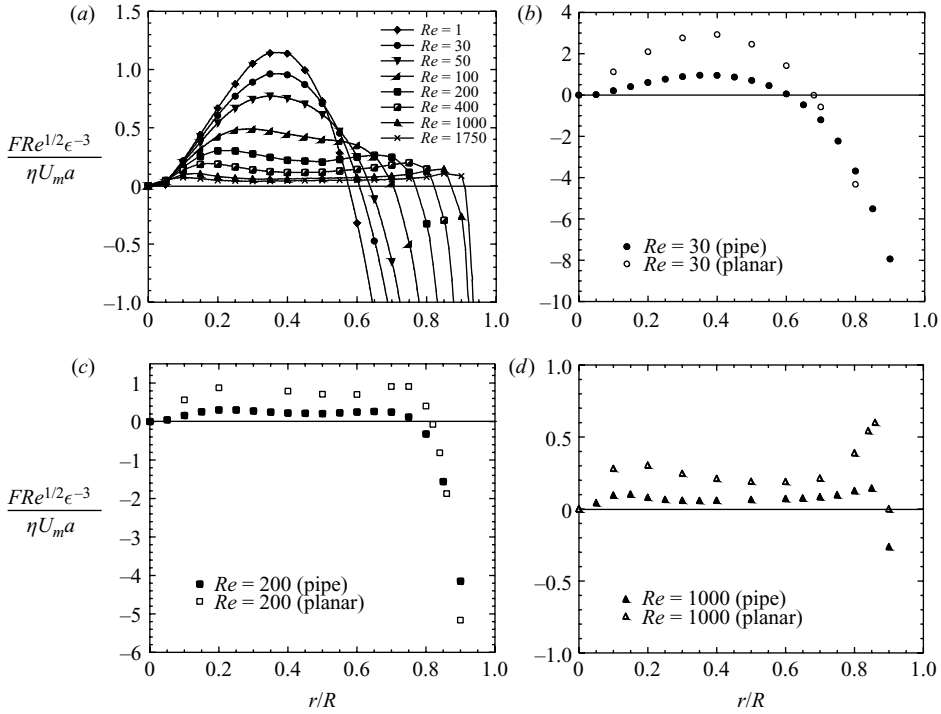 (a)
1.0
0.5
0
–0.5
–1.0
0 0.2 0.4 0.6 0.8 1.0
FRe^{1/2}ϵ^{–3}
ηU_m a
Re = 1
Re = 30
Re = 50
Re = 100
Re = 200
Re = 400
Re = 1000
Re = 1750
(b)
4
2
0
–2
–4
–6
–8
–10
0 0.2 0.4 0.6 0.8 1.0
Re = 30 (pipe)
Re = 30 (planar)
(c)
1
0
–1
–2
–3
–4
–5
–6
0 0.2 0.4 0.6 0.8 1.0
FRe^{1/2}ϵ^{–3}
ηU_m a
r/R
Re = 200 (pipe)
Re = 200 (planar)
(d)
1.0
0.5
0
–0.5
–1.0
0 0.2 0.4 0.6 0.8 1.0
r/R
Re = 1000 (pipe)
Re = 1000 (planar)